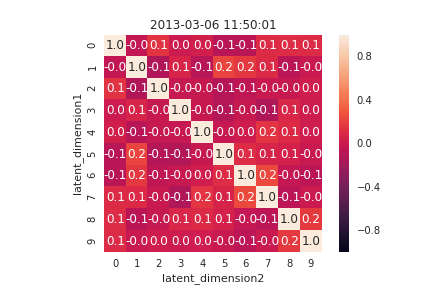 2013-03-06 11:50:01
latent_dimension1
0 1.0 -0.0 0.1 0.0 0.0 -0.1 -0.1 0.1 0.1 0.1
1 -0.0 1.0 -0.1 0.1 -0.1 0.2 0.2 0.1 -0.1 -0.0
2 0.1 -0.1 1.0 -0.0 -0.0 -0.1 -0.1 -0.0 -0.0 0.0
3 0.0 0.1 -0.0 1.0 -0.0 -0.1 -0.0 -0.1 0.1 0.0
4 0.0 -0.1 -0.0 -0.0 1.0 -0.0 0.0 0.2 0.1 0.0
5 -0.1 0.2 -0.1 -0.1 -0.0 1.0 0.1 0.1 0.1 -0.0
6 -0.1 0.2 -0.1 -0.0 0.0 0.1 1.0 0.2 -0.0 -0.1
7 0.1 0.1 -0.0 -0.1 0.2 0.1 0.2 1.0 -0.1 -0.0
8 0.1 -0.1 -0.0 0.1 0.1 0.1 -0.0 -0.1 1.0 0.2
9 0.1 -0.0 0.0 0.0 0.0 -0.0 -0.1 -0.0 0.2 1.0
0 1 2 3 4 5 6 7 8 9
latent_dimension2
0.8
0.4
0.0
-0.4
-0.8